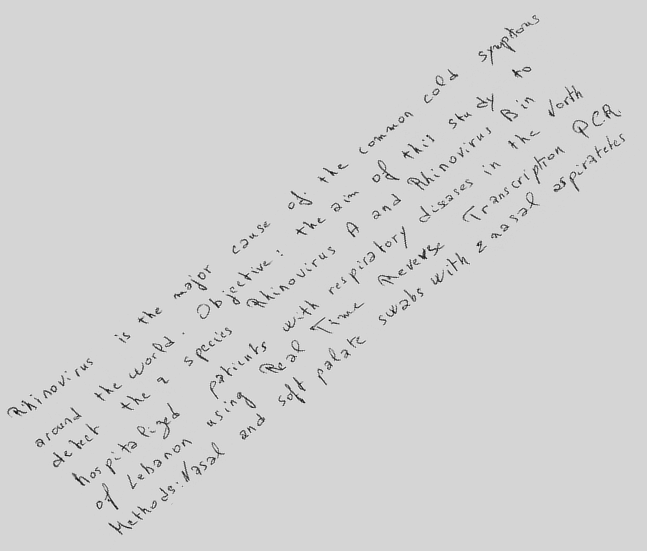 Rhinovirus is the major cause of. the common cold symptoms
around the world. Objective: the aim of this study to
detect the 2 species Rhinovirus A and Rhinovirus B in
hospitalized patients with respiratory diseases in the North
of Lebanon using Real Time Reverse Transcription PCR.
Methods: Nasal and soft palate swabs with 2 nasal aspiratetes